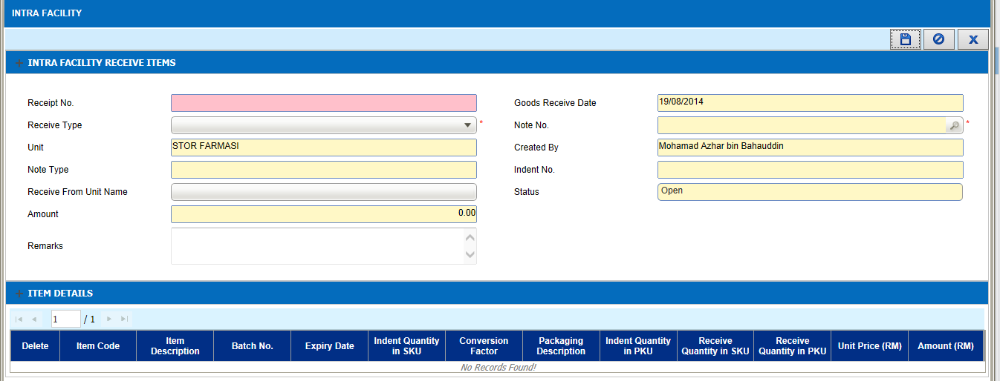 INTRA FACILITY
X
INTRA FACILITY RECEIVE ITEMS
Receipt No.
Goods Receive Date 19/08/2014
Receive Type *
Note No. *
Unit STOR FARMASI
Created By Mohamad Azhar bin Bahauddin
Note Type
Indent No.
Receive From Unit Name
Status Open
Amount 0.00
Remarks
ITEM DETAILS
1 / 1
Delete Item Code Item Description Batch No. Expiry Date Indent Quantity in SKU Conversion Factor Packaging Description Indent Quantity in PKU Receive Quantity in SKU Receive Quantity in PKU Unit Price (RM) Amount (RM)
No Records Found!